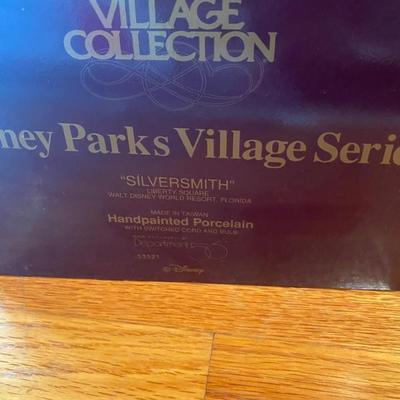 VILLAGE
COLLECTION
ney Parks Village Serie
"SILVERSMITH"
LIBERTY SQUARE
WALT DISNEY WORLD RESORT, FLORIDA
MADE IN TAIWAN
Handpainted Porcelain
WITH SWITCHED CORD AND BULB
Department 56
53521
© Disney